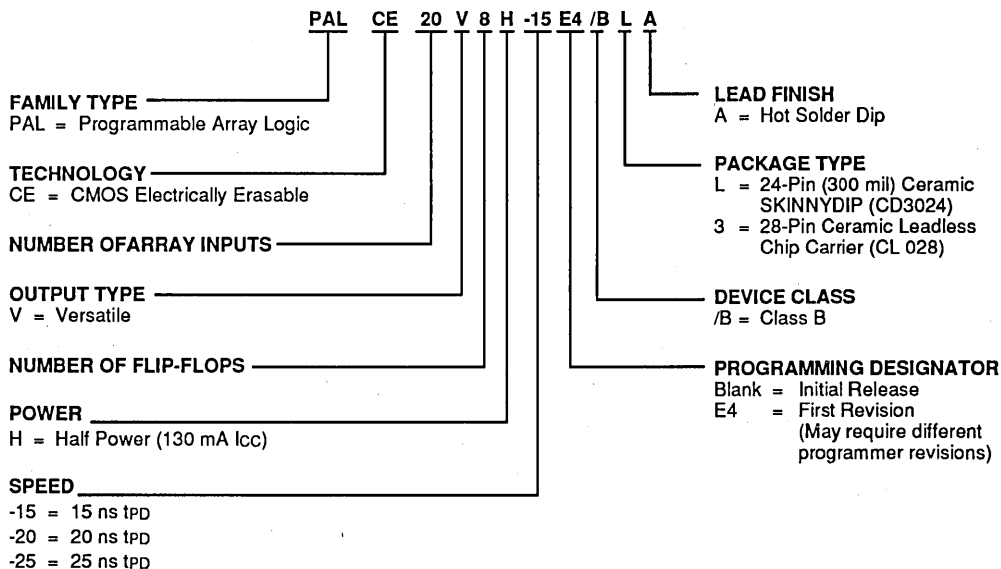 PAL CE 20 V 8 H -15 E4 /B L A
FAMILY TYPE
PAL = Programmable Array Logic
TECHNOLOGY
CE = CMOS Electrically Erasable
NUMBER OFARRAY INPUTS
OUTPUT TYPE
V = Versatile
NUMBER OF FLIP-FLOPS
POWER
H = Half Power (130 mA ICC)
SPEED
-15 = 15 ns tPD
-20 = 20 ns tPD
-25 = 25 ns tPD
LEAD FINISH
A = Hot Solder Dip
PACKAGE TYPE
L = 24-Pin (300 mil) Ceramic
SKINNYDIP (CD3024)
3 = 28-Pin Ceramic Leadless
Chip Carrier (CL 028)
DEVICE CLASS
/B = Class B
PROGRAMMING DESIGNATOR
Blank = Initial Release
E4 = First Revision
(May require different
programmer revisions)